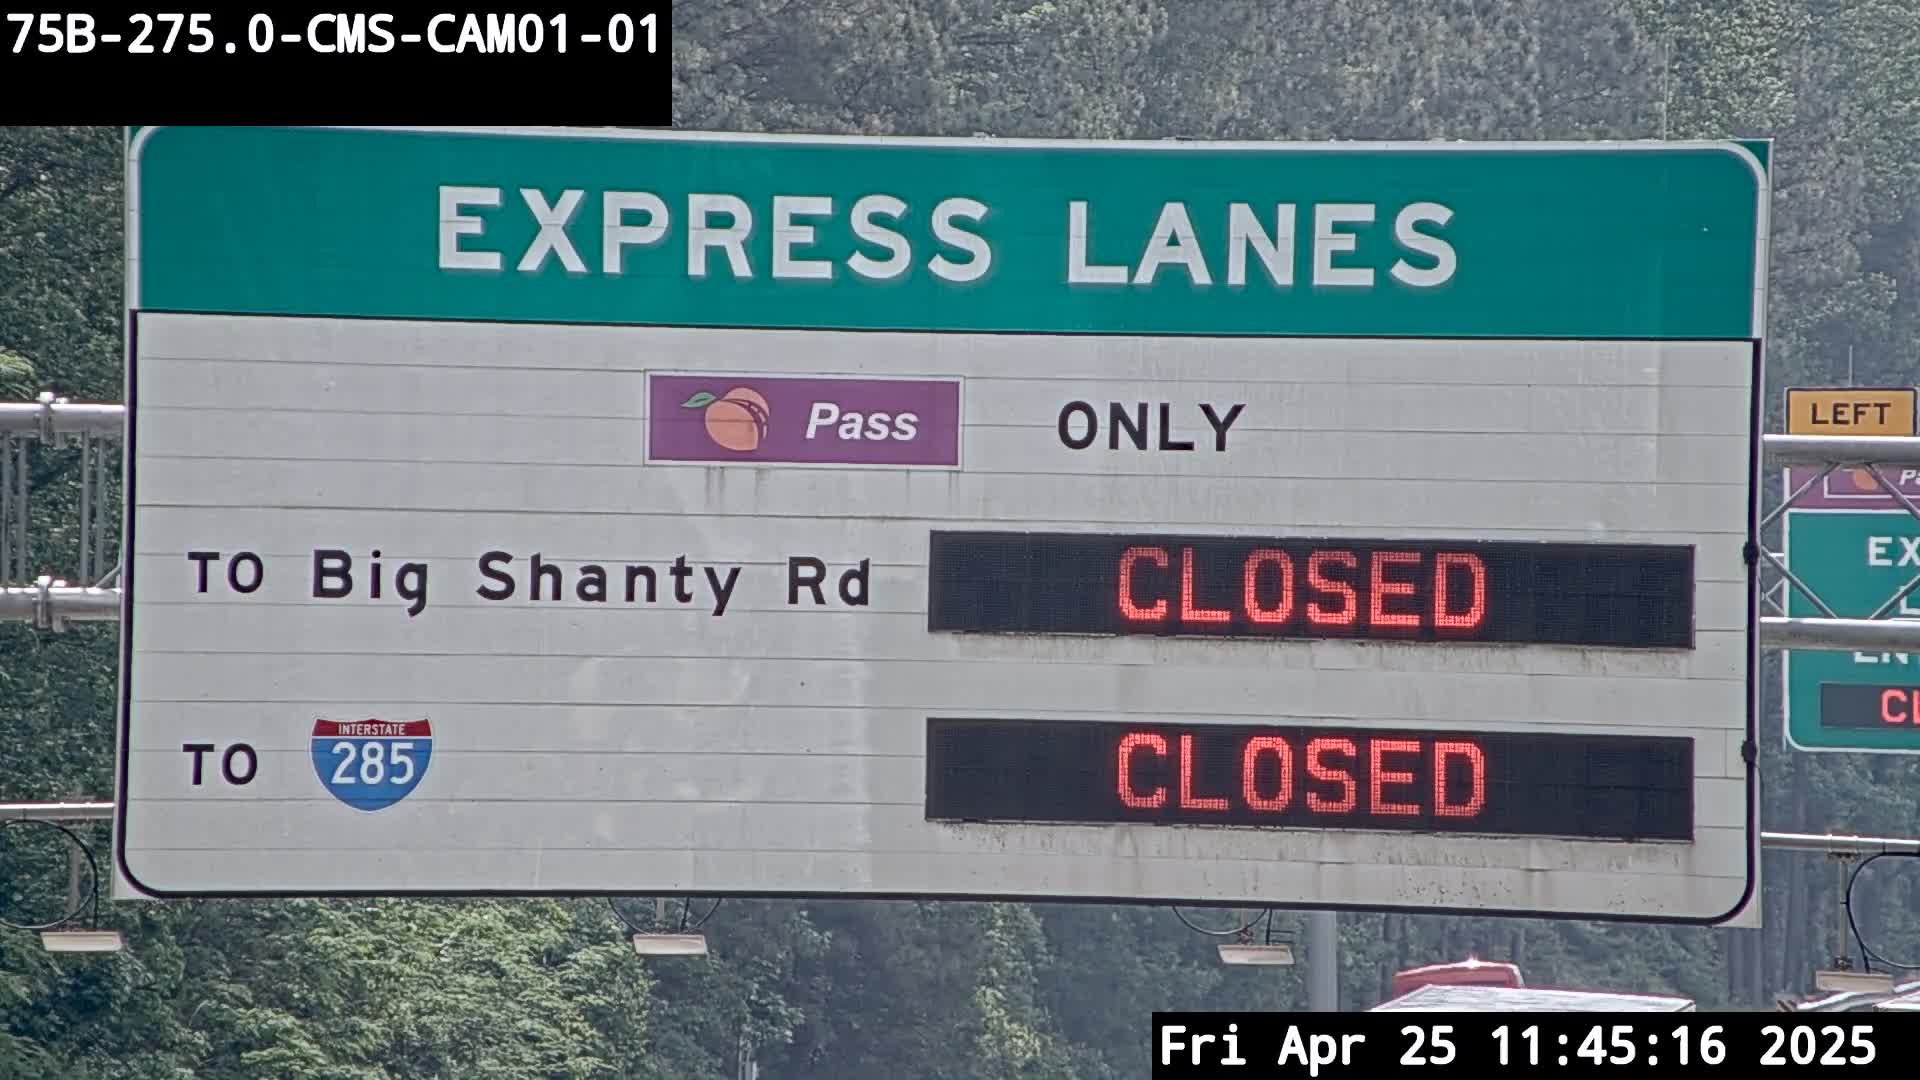 75B-275.0-CMS-CAM01-01
EXPRESS LANES
Pass ONLY
TO Big Shanty Rd CLOSED
TO INTERSTATE 285 CLOSED
LEFT
Fri Apr 25 11:45:16 2025